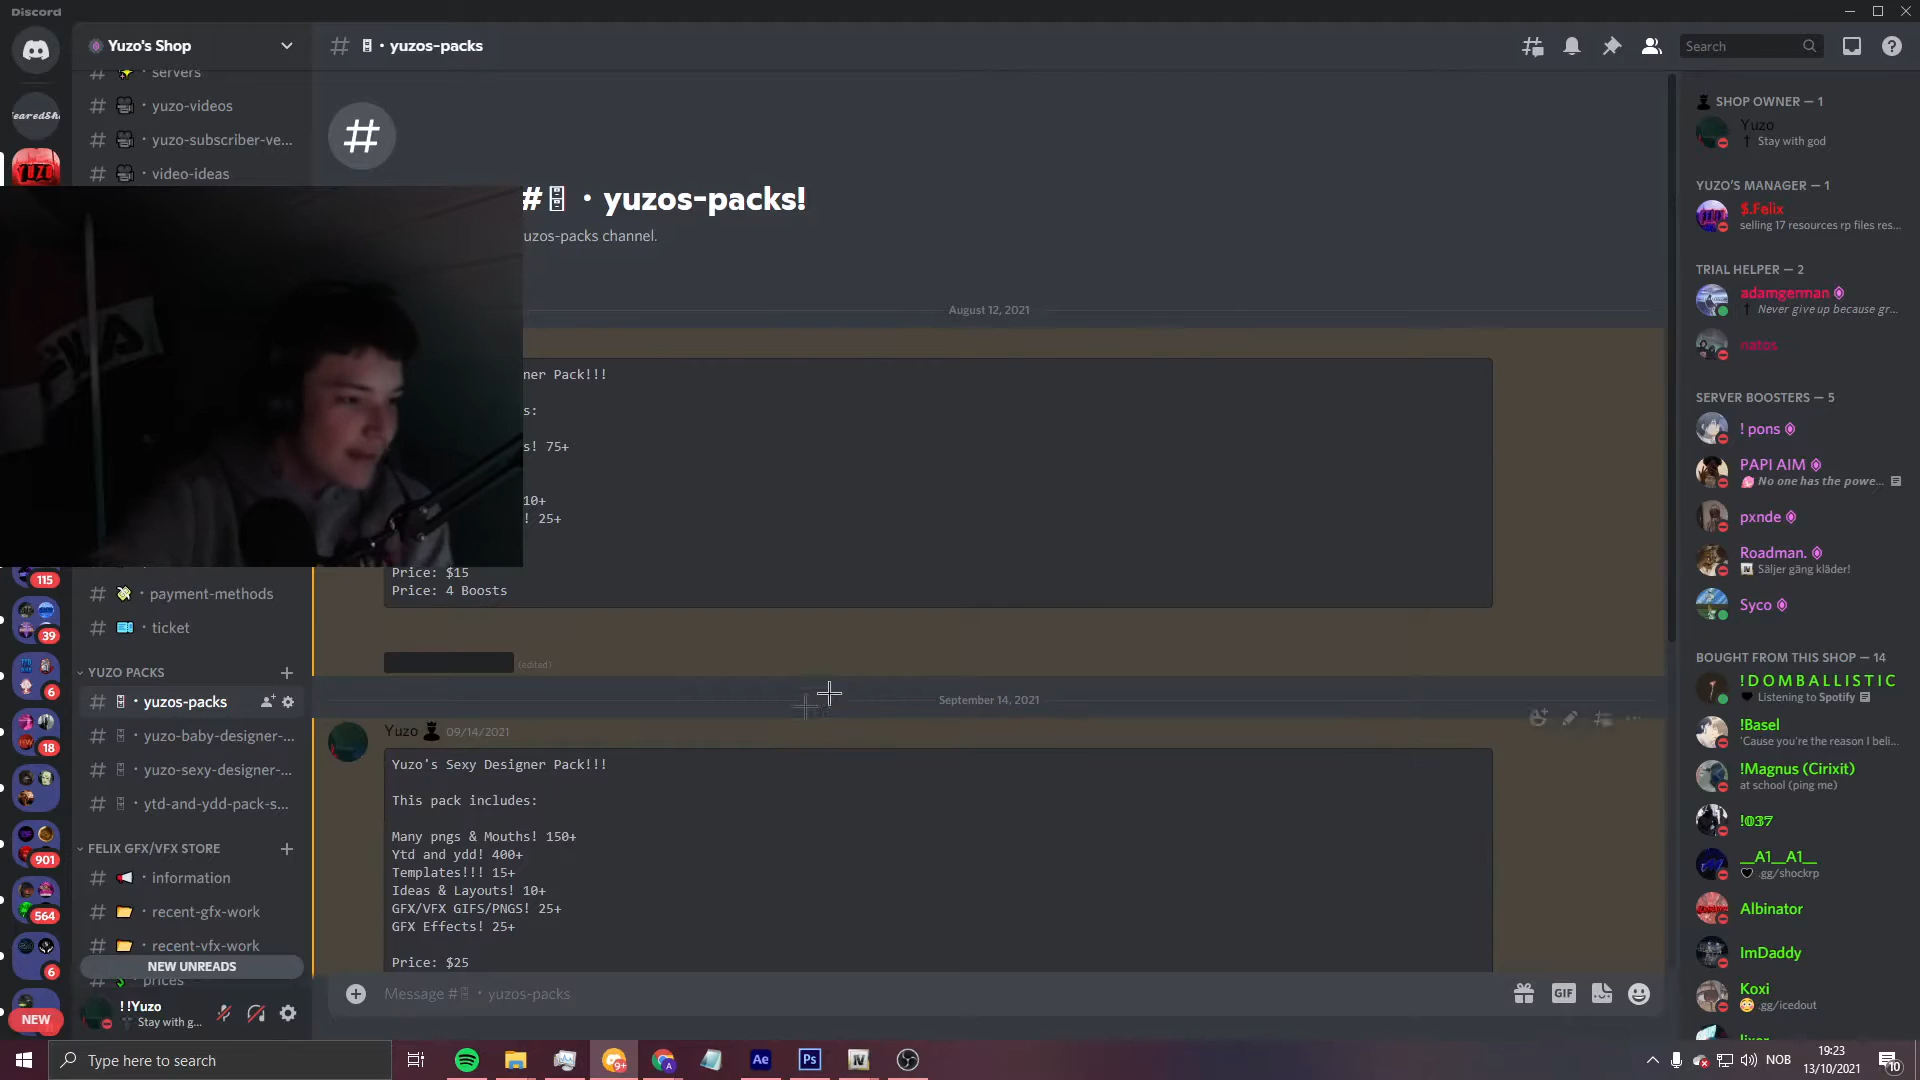 Discord
Yuzo's Shop
servers
yuzo-videos
yuzo-subscriber-ve...
video-ideas
115
39
6
18
901
564
6
NEW
payment-methods
ticket
YUZO PACKS
yuzos-packs
yuzo-baby-designer-...
yuzo-sexy-designer-...
ytd-and-ydd-pack-s...
FELIX GFX/VFX STORE
information
recent-gfx-work
recent-vfx-work
NEW UNREADS
prices
!!Yuzo
Stay with g...
# yuzos-packs
Search
# · yuzos-packs!
uzos-packs channel.
August 12, 2021
ner Pack!!!
s:
s! 75+
10+
! 25+
Price: $15
Price: 4 Boosts
(edited)
September 14, 2021
Yuzo 09/14/2021
Yuzo's Sexy Designer Pack!!!
This pack includes:
Many pngs & Mouths! 150+
Ytd and ydd! 400+
Templates!!! 15+
Ideas & Layouts! 10+
GFX/VFX GIFS/PNGS! 25+
GFX Effects! 25+
Price: $25
Message # · yuzos-packs
GIF
SHOP OWNER — 1
Yuzo
Stay with god
YUZO'S MANAGER — 1
$.Felix
selling 17 resources rp files res...
TRIAL HELPER — 2
adamgerman
Never give up because gr...
natos
SERVER BOOSTERS — 5
! pons
PAPI AIM
No one has the powe...
pxnde
Roadman.
Säljer gäng kläder!
Syco
BOUGHT FROM THIS SHOP — 14
! D O M B A L L I S T I C
Listening to Spotify
!Basel
'Cause you're the reason I beli...
!Magnus (Cirixit)
at school (ping me)
!𝟘𝟛𝟟
__A1__A1__
.gg/shockrp
Albinator
ImDaddy
Koxi
.gg/icedout
Type here to search
9+
Ae
Ps
NOB
19:23
13/10/2021
10